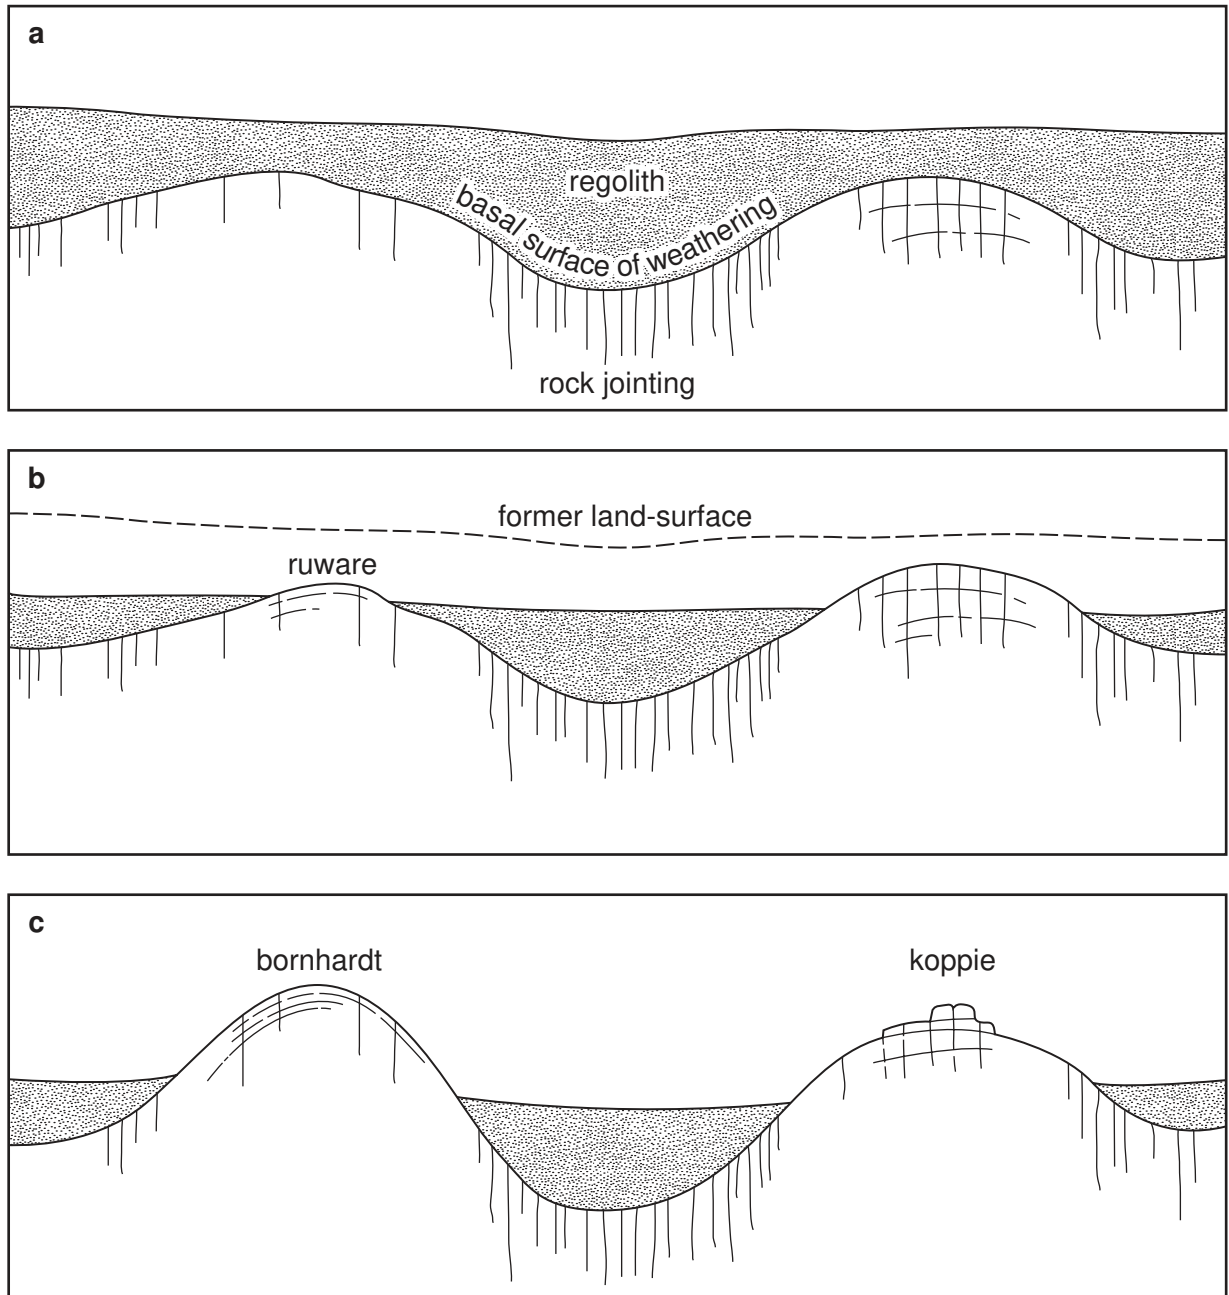 a
regolith
basal surface of weathering
rock jointing
b
former land-surface
ruware
c
bornhardt
koppie